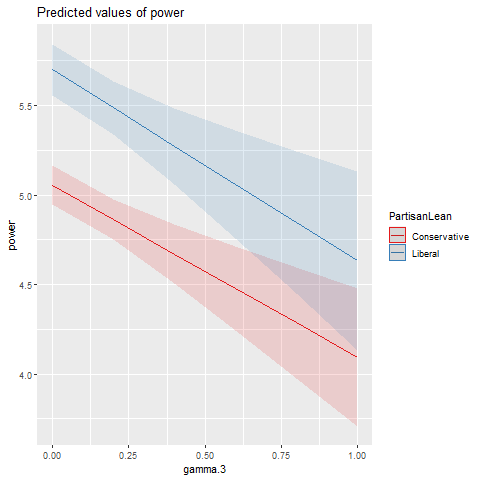 Predicted values of power
5.5
5.0
4.5
4.0
power
0.00 0.25 0.50 0.75 1.00
gamma.3
PartisanLean
Conservative
Liberal